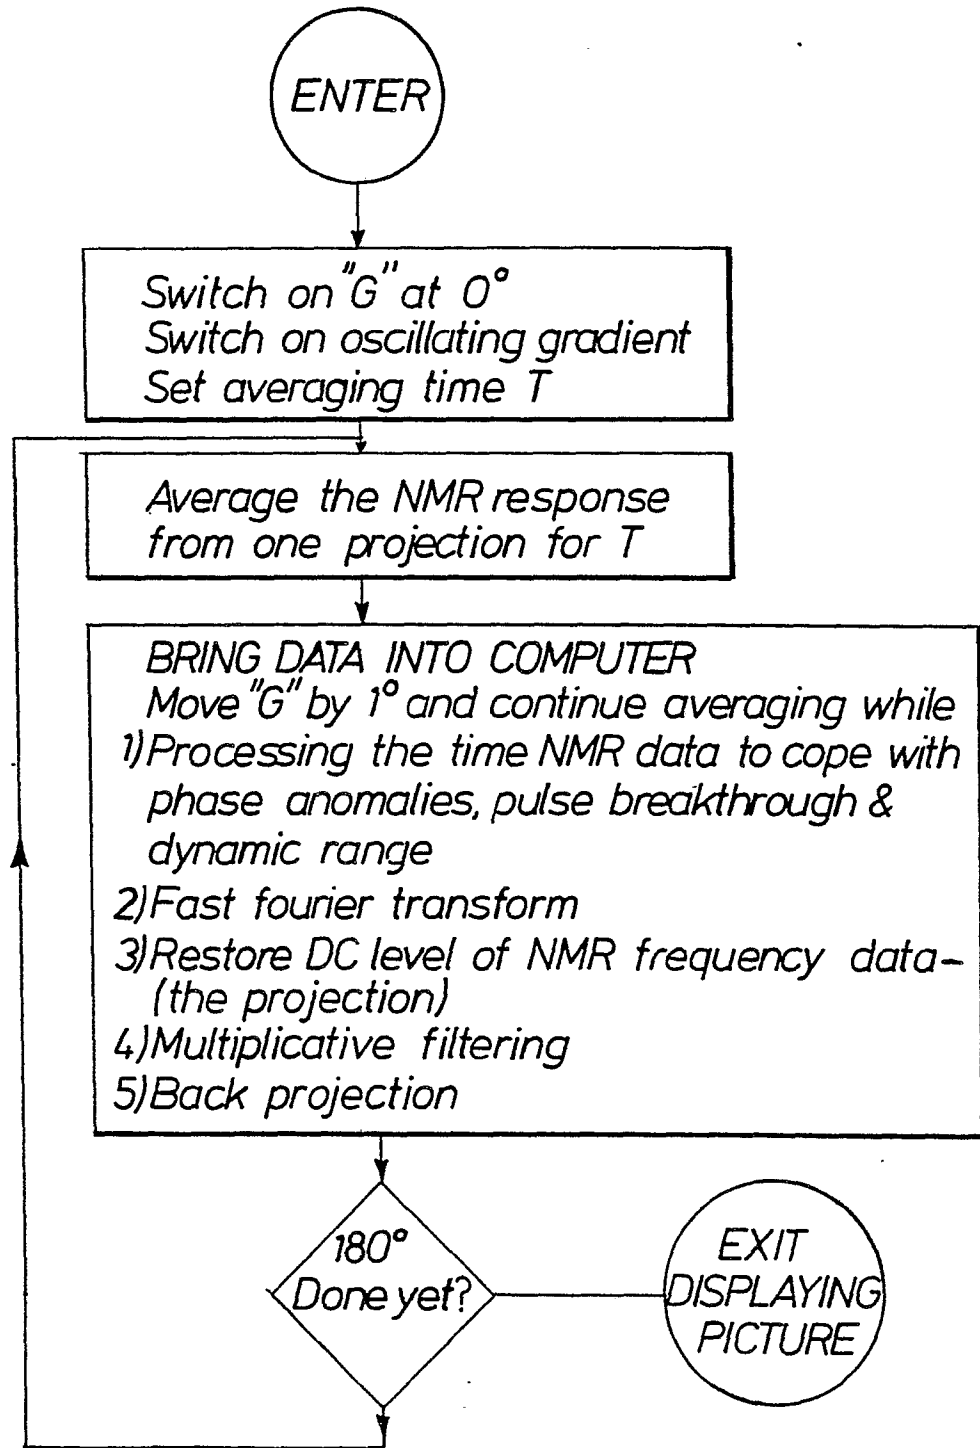 ENTER
Switch on "G" at 0°
Switch on oscillating gradient
Set averaging time T
Average the NMR response
from one projection for T
BRING DATA INTO COMPUTER
Move "G" by 1° and continue averaging while
1)Processing the time NMR data to cope with
phase anomalies, pulse breakthrough &
dynamic range
2)Fast fourier transform
3)Restore DC level of NMR frequency data-
(the projection)
4)Multiplicative filtering
5)Back projection
180°
Done yet?
EXIT
DISPLAYING
PICTURE